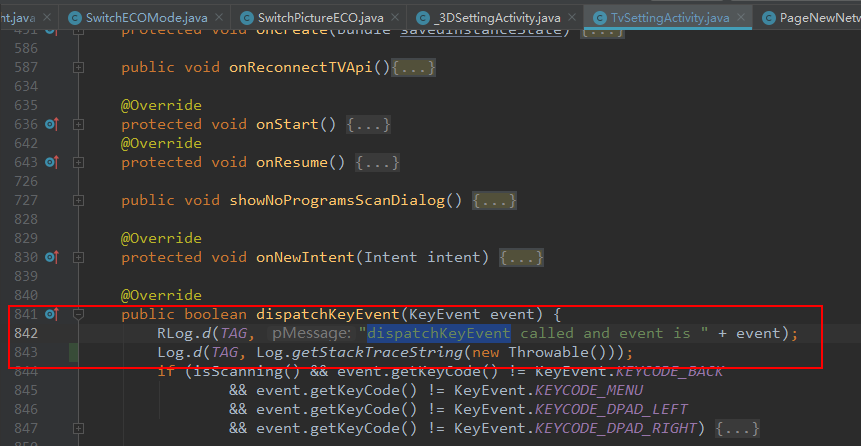 nt.java × SwitchECOMode.java × SwitchPictureECO.java × _3DSettingActivity.java × TvSettingActivity.java × PageNewNetw
491 protected void onCreate(Bundle savedInstanceState) {...}
586
587 public void onReconnectTVApi(){...}
634
635 @Override
636 protected void onStart() {...}
642 @Override
643 protected void onResume() {...}
726
727 public void showNoProgramsScanDialog() {...}
828
829 @Override
830 protected void onNewIntent(Intent intent) {...}
839
840 @Override
841 public boolean dispatchKeyEvent(KeyEvent event) {
842 RLog.d(TAG, pMessage: "dispatchKeyEvent called and event is " + event);
843 Log.d(TAG, Log.getStackTraceString(new Throwable()));
844 if (isScanning() && event.getKeyCode() != KeyEvent.KEYCODE_BACK
845 && event.getKeyCode() != KeyEvent.KEYCODE_MENU
846 && event.getKeyCode() != KeyEvent.KEYCODE_DPAD_LEFT
847 && event.getKeyCode() != KeyEvent.KEYCODE_DPAD_RIGHT) {...}